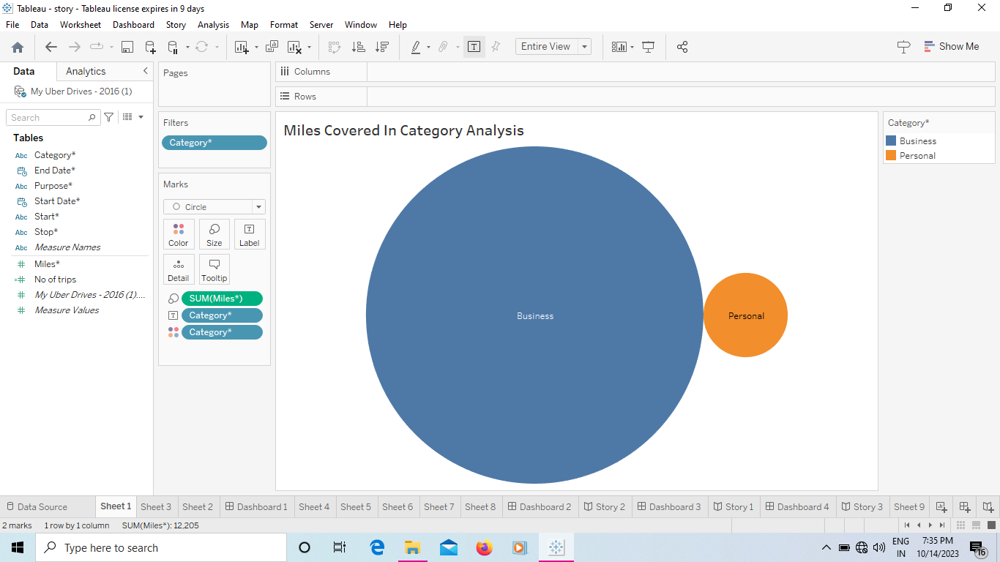 Tableau - story - Tableau license expires in 9 days
File Data Worksheet Dashboard Story Analysis Map Format Server Window Help
Entire View
Show Me
Data Analytics
My Uber Drives - 2016 (1)
Search
Tables
Abc Category*
End Date*
Abc Purpose*
Start Date*
Abc Start*
Abc Stop*
Abc Measure Names
Miles*
No of trips
My Uber Drives - 2016 (1)....
Measure Values
Pages
Filters
Category*
Marks
Circle
Color Size Label
Detail Tooltip
SUM(Miles*)
Category*
Category*
Columns
Rows
Miles Covered In Category Analysis
Business
Personal
Category*
Business
Personal
Data Source Sheet 1 Sheet 3 Sheet 2 Dashboard 1 Sheet 4 Sheet 5 Sheet 6 Sheet 7 Sheet 8 Dashboard 2 Story 2 Dashboard 3 Story 1 Dashboard 4 Story 3 Sheet 9
2 marks 1 row by 1 column SUM(Miles*): 12,205
Type here to search
ENG
IN
7:35 PM
10/14/2023
16